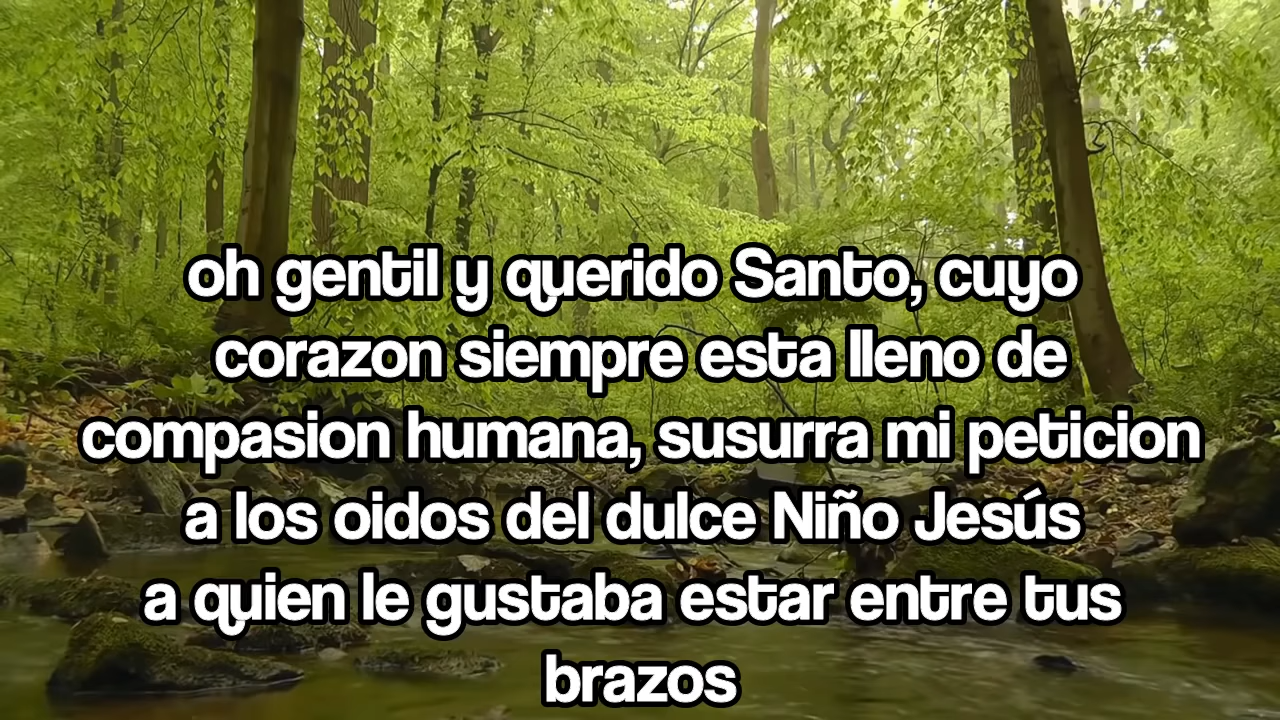 oh gentil y querido Santo, cuyo
corazon siempre esta lleno de
compasion humana, susurra mi peticion
a los oidos del dulce Niño Jesús
a quien le gustaba estar entre tus
brazos